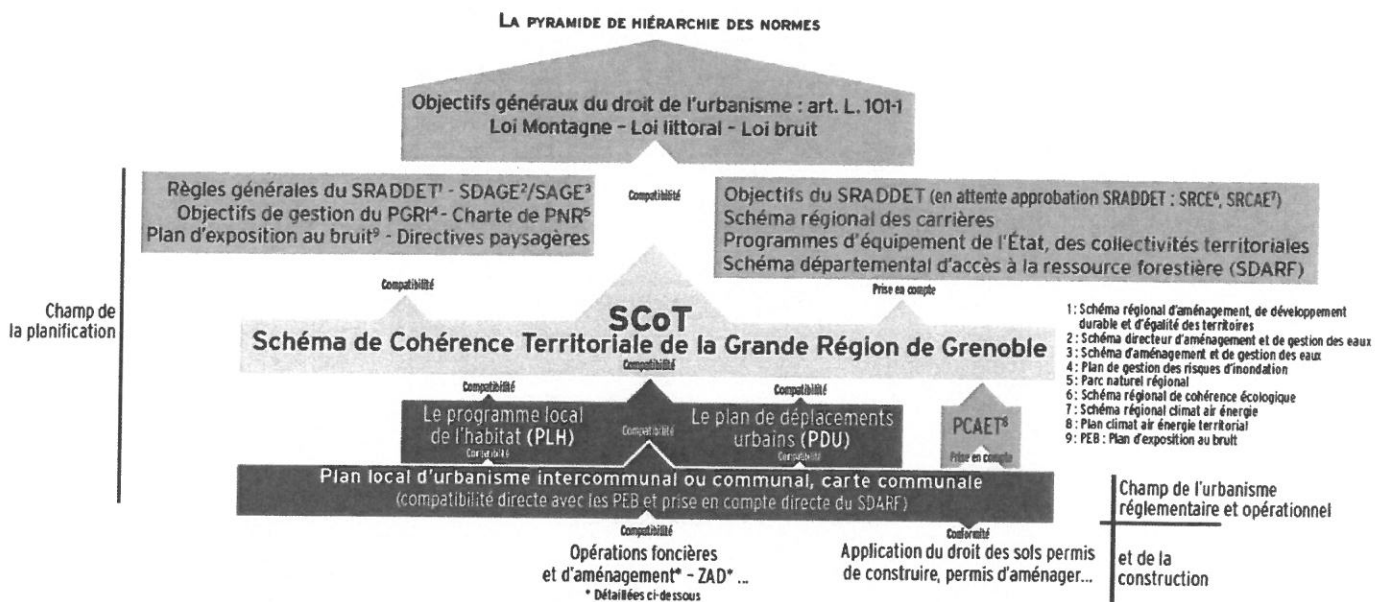 LA PYRAMIDE DE HIÉRARCHIE DES NORMES
Objectifs généraux du droit de l'urbanisme : art. L. 101-1
Loi Montagne - Loi littoral - Loi bruit
Compatibilité
Règles générales du SRADDET¹ - SDAGE²/SAGE³
Objectifs de gestion du PGRI⁴ - Charte de PNR⁵
Plan d'exposition au bruit⁹ - Directives paysagères
Objectifs du SRADDET (en attente approbation SRADDET : SRCE⁶, SRCAE⁷)
Schéma régional des carrières
Programmes d'équipement de l'État, des collectivités territoriales
Schéma départemental d'accès à la ressource forestière (SDARF)
Compatibilité
Prise en compte
Champ de
la planification
SCoT
Schéma de Cohérence Territoriale de la Grande Région de Grenoble
Compatibilité
1 : Schéma régional d'aménagement, de développement
durable et d'égalité des territoires
2 : Schéma directeur d'aménagement et de gestion des eaux
3 : Schéma d'aménagement et de gestion des eaux
4 : Plan de gestion des risques d'inondation
5 : Parc naturel régional
6 : Schéma régional de cohérence écologique
7 : Schéma régional climat air énergie
8 : Plan climat air énergie territorial
9 : PEB : Plan d'exposition au bruit
Compatibilité
Compatibilité
Le programme local
de l'habitat (PLH)
Compatibilité
Compatibilité
Le plan de déplacements
urbains (PDU)
Compatibilité
PCAET⁸
Prise en compte
Plan local d'urbanisme intercommunal ou communal, carte communale
(compatibilité directe avec les PEB et prise en compte directe du SDARF)
Champ de l'urbanisme
réglementaire et opérationnel
Compatibilité
Opérations foncières
et d'aménagement* - ZAD* ...
* Détaillées ci-dessous
Conformité
Application du droit des sols permis
de construire, permis d'aménager...
et de la
construction